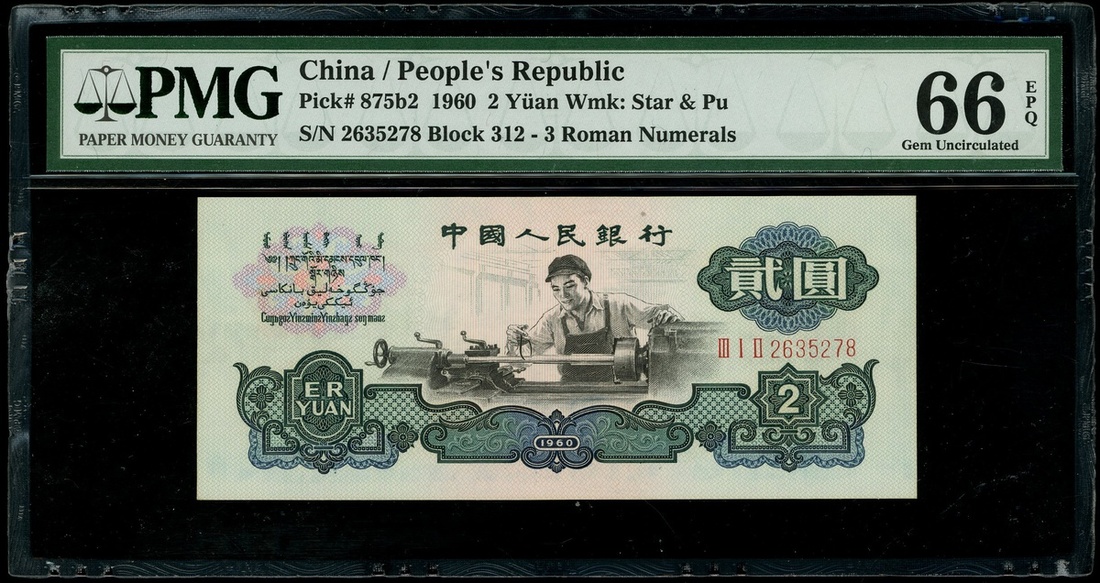 PMG
PAPER MONEY GUARANTY
China / People's Republic
Pick# 875b2 1960 2 Yüan Wmk: Star & Pu
S/N 2635278 Block 312 - 3 Roman Numerals
66 EPQ
Gem Uncirculated
中國人民銀行
貳圓
III I II 2635278
ER
YUAN
1960
2